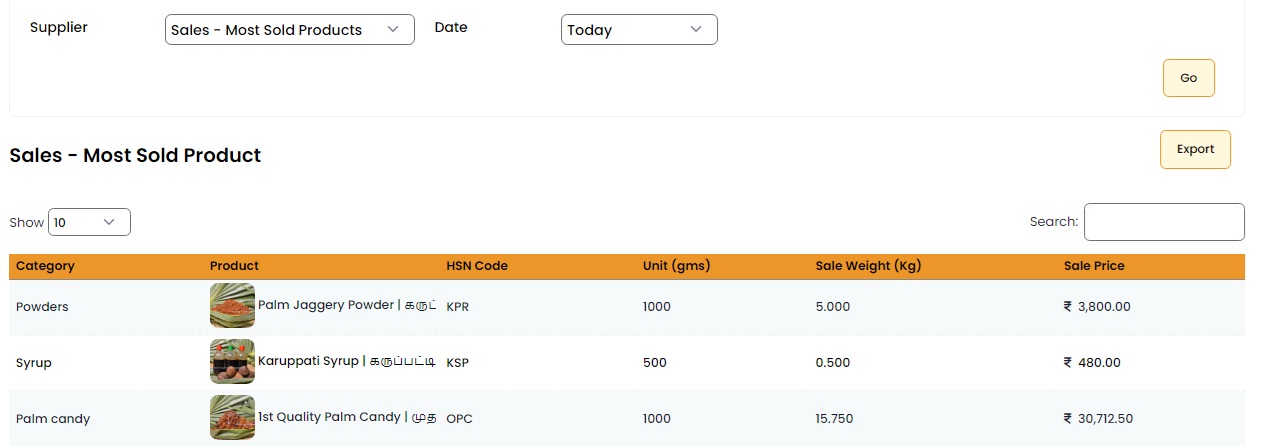 Supplier Sales - Most Sold Products Date Today
Go
Sales - Most Sold Product
Export
Show 10 Search:
Category Product HSN Code Unit (gms) Sale Weight (Kg) Sale Price
Powders Palm Jaggery Powder | கருட் KPR 1000 5.000 ₹ 3,800.00
Syrup Karuppati Syrup | கருப்பட்டி KSP 500 0.500 ₹ 480.00
Palm candy 1st Quality Palm Candy | முத OPC 1000 15.750 ₹ 30,712.50